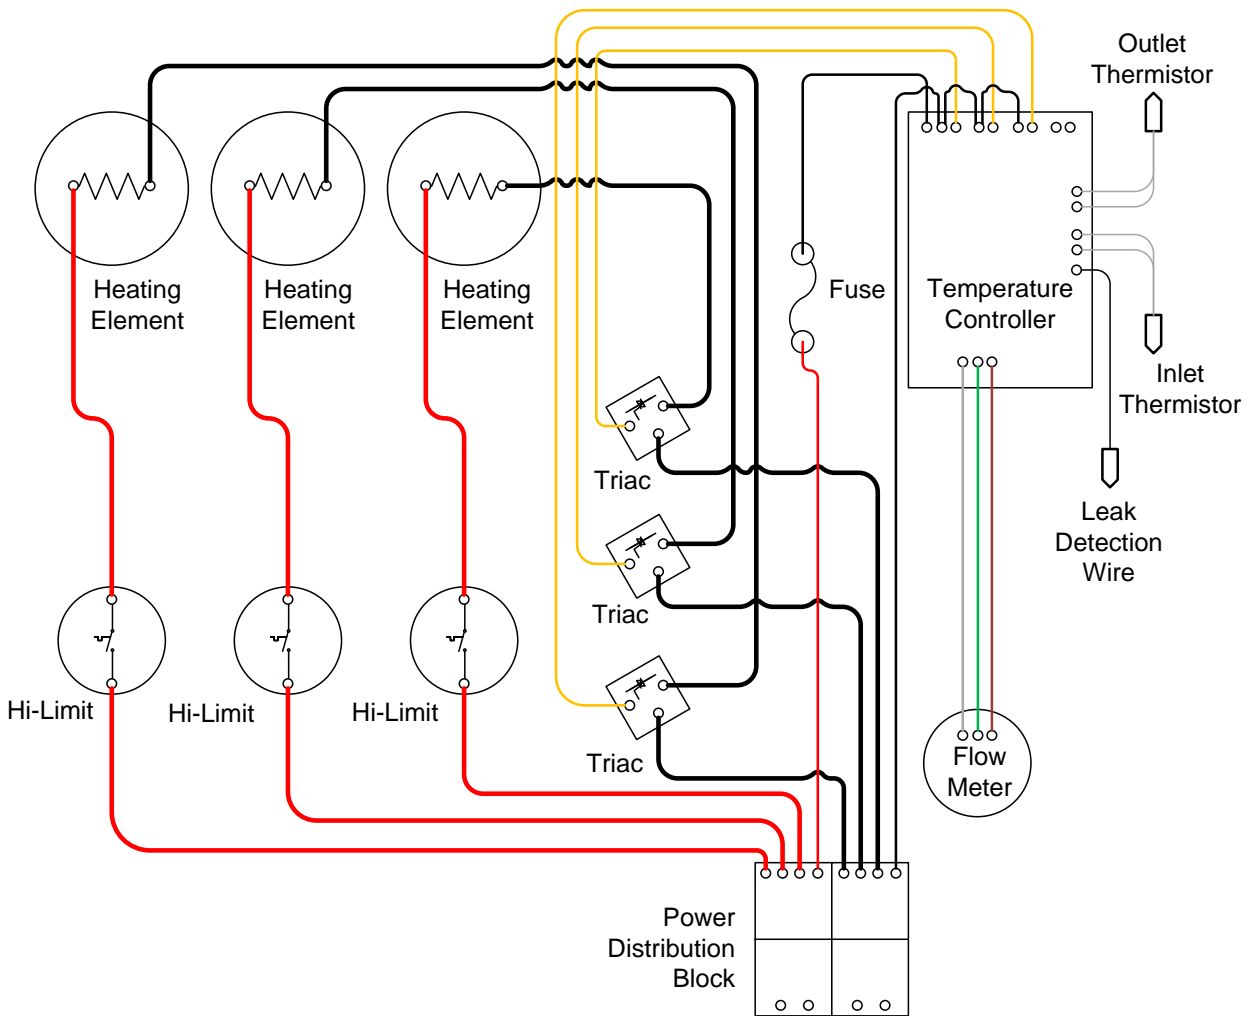 Outlet
Thermistor
Heating
Element
Heating
Element
Heating
Element
Fuse
Temperature
Controller
Inlet
Thermistor
Triac
Leak
Detection
Wire
Triac
Hi-Limit
Hi-Limit
Hi-Limit
Triac
Flow
Meter
Power
Distribution
Block